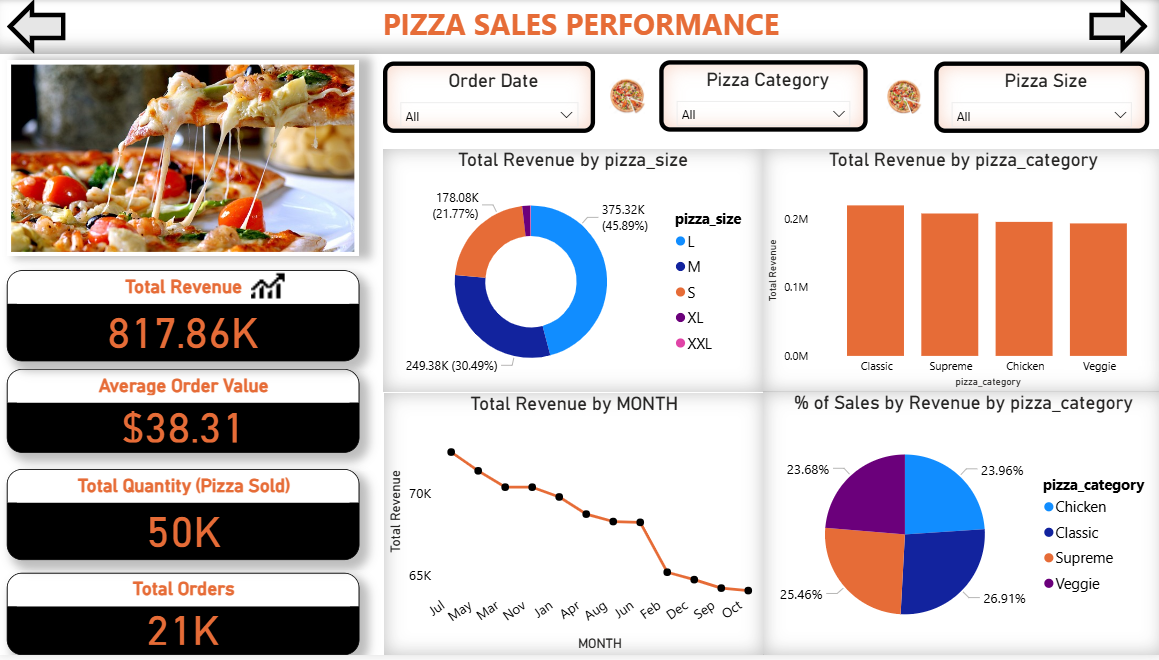 PIZZA SALES PERFORMANCE
Order Date
All
Pizza Category
All
Pizza Size
All
Total Revenue
817.86K
Average Order Value
$38.31
Total Quantity (Pizza Sold)
50K
Total Orders
21K
Total Revenue by pizza_size
178.08K
(21.77%)
375.32K
(45.89%)
249.38K (30.49%)
pizza_size
L
M
S
XL
XXL
Total Revenue by pizza_category
Total Revenue
0.2M
0.1M
0.0M
Classic
Supreme
Chicken
Veggie
pizza_category
Total Revenue by MONTH
Total Revenue
70K
65K
Jul
May
Mar
Nov
Jan
Apr
Aug
Jun
Feb
Dec
Sep
Oct
MONTH
% of Sales by Revenue by pizza_category
23.68%
23.96%
25.46%
26.91%
pizza_category
Chicken
Classic
Supreme
Veggie